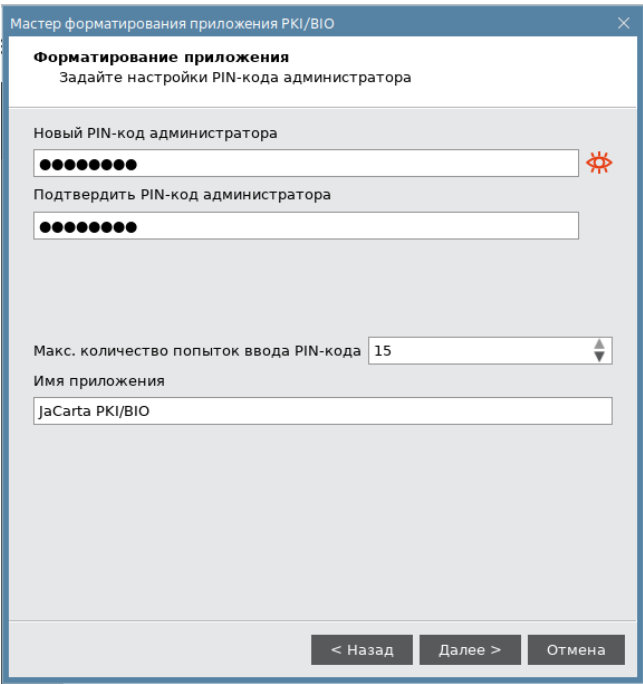 Мастер форматирования приложения PKI/BIO
Форматирование приложения
Задайте настройки PIN-кода администратора
Новый PIN-код администратора
●●●●●●●●
Подтвердить PIN-код администратора
●●●●●●●●
Макс. количество попыток ввода PIN-кода 15
Имя приложения
JaCarta PKI/BIO
< Назад Далее > Отмена